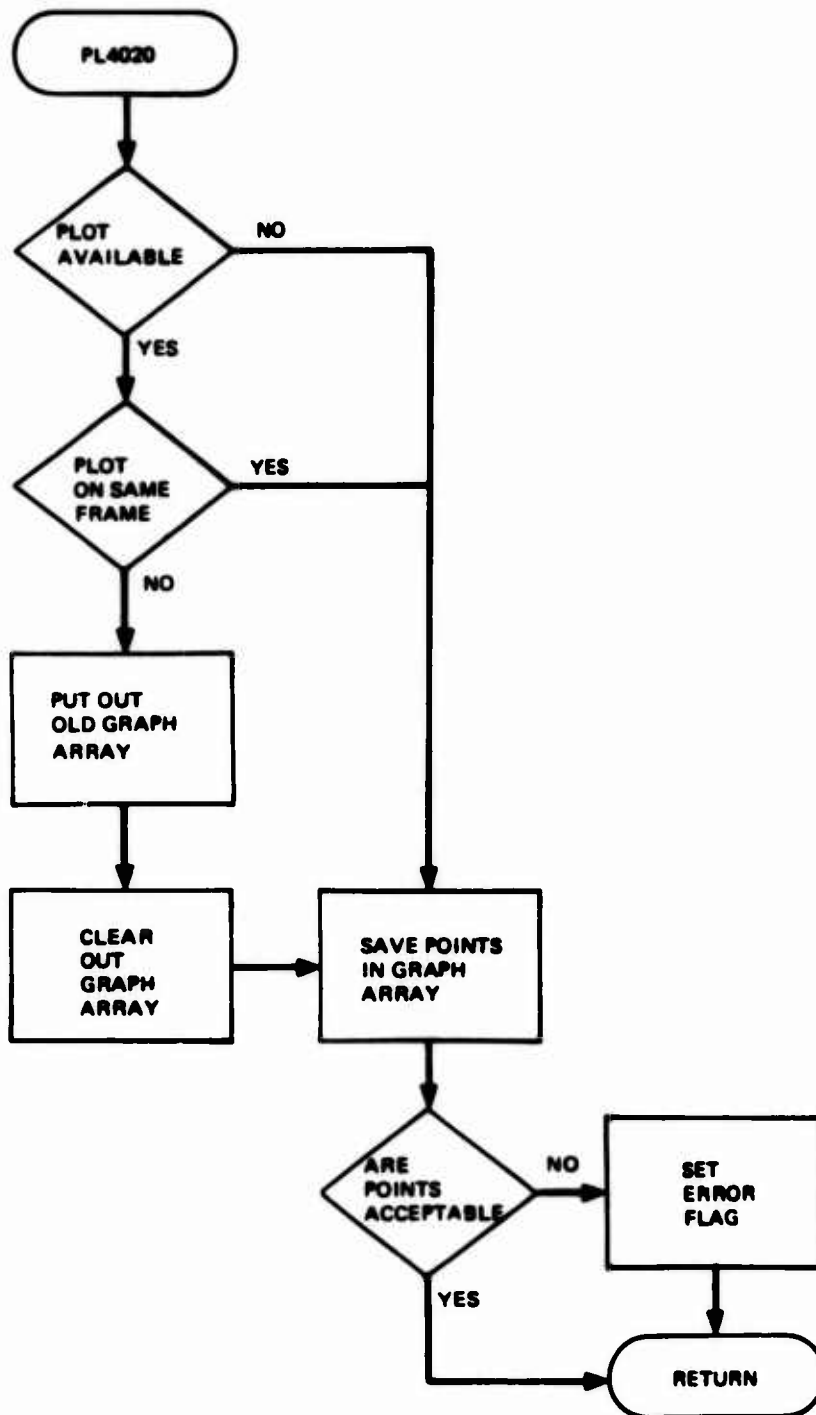 PL4020
PLOT
AVAILABLE
NO
YES
PLOT
ON SAME
FRAME
YES
NO
PUT OUT
OLD GRAPH
ARRAY
CLEAR
OUT
GRAPH
ARRAY
SAVE POINTS
IN GRAPH
ARRAY
ARE
POINTS
ACCEPTABLE
NO
SET
ERROR
FLAG
YES
RETURN